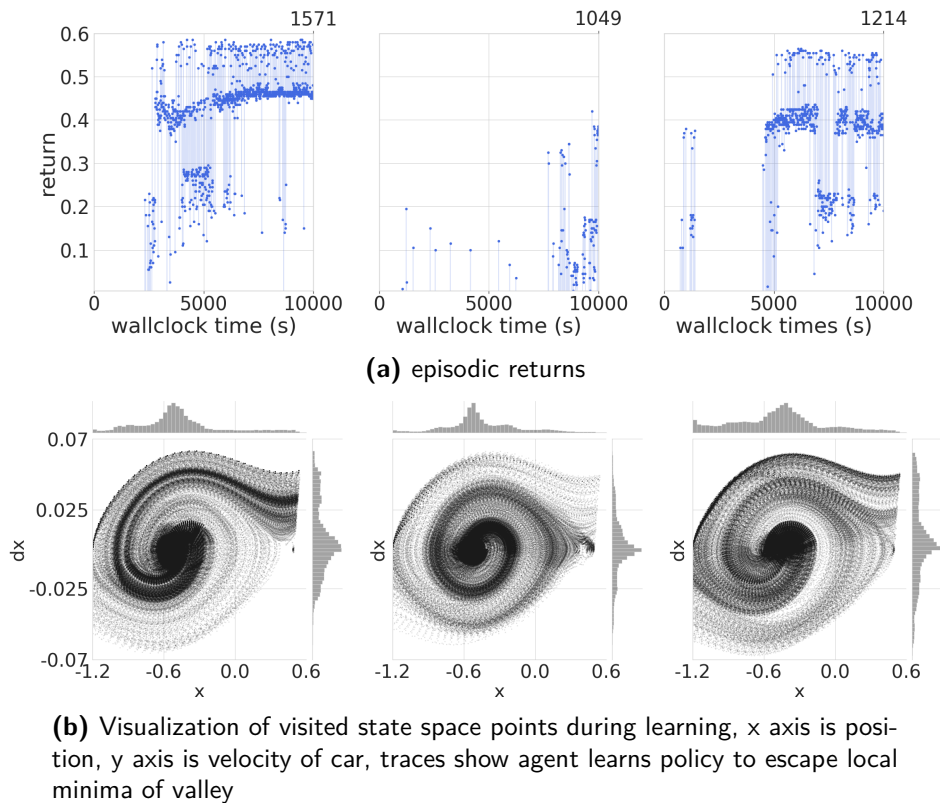 1571 1049 1214
0.6
0.5
0.4
0.3
0.2
0.1
return
0 5000 10000 0 5000 10000 0 5000 10000
wallclock time (s) wallclock time (s) wallclock times (s)
(a) episodic returns
0.07
0.025
-0.025
-0.07
dx dx dx
-1.2 -0.6 0.0 0.6 -1.2 -0.6 0.0 0.6 -1.2 -0.6 0.0 0.6
x x x
(b) Visualization of visited state space points during learning, x axis is posi-
tion, y axis is velocity of car, traces show agent learns policy to escape local
minima of valley